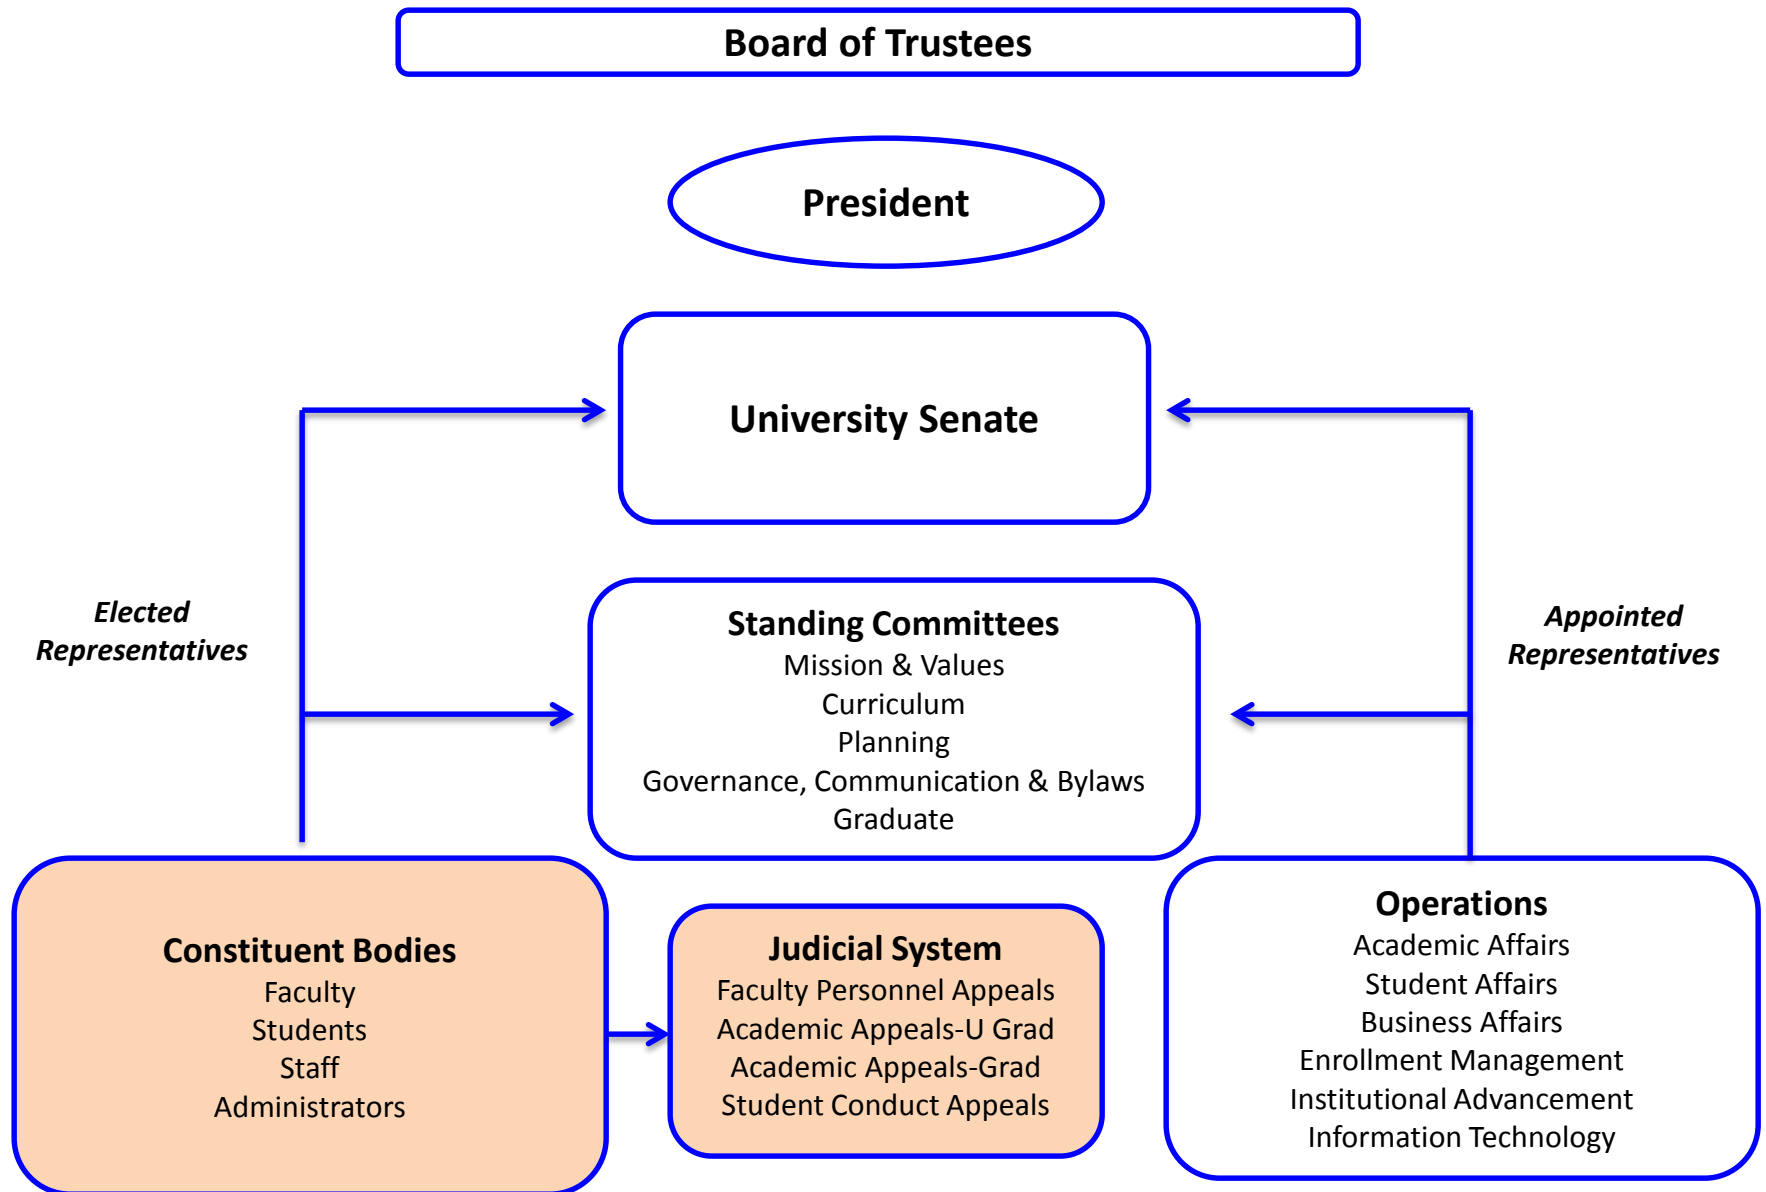 Board of Trustees
President
University Senate
Elected
Representatives
Appointed
Representatives
Standing Committees
Mission & Values
Curriculum
Planning
Governance, Communication & Bylaws
Graduate
Constituent Bodies
Faculty
Students
Staff
Administrators
Judicial System
Faculty Personnel Appeals
Academic Appeals-U Grad
Academic Appeals-Grad
Student Conduct Appeals
Operations
Academic Affairs
Student Affairs
Business Affairs
Enrollment Management
Institutional Advancement
Information Technology